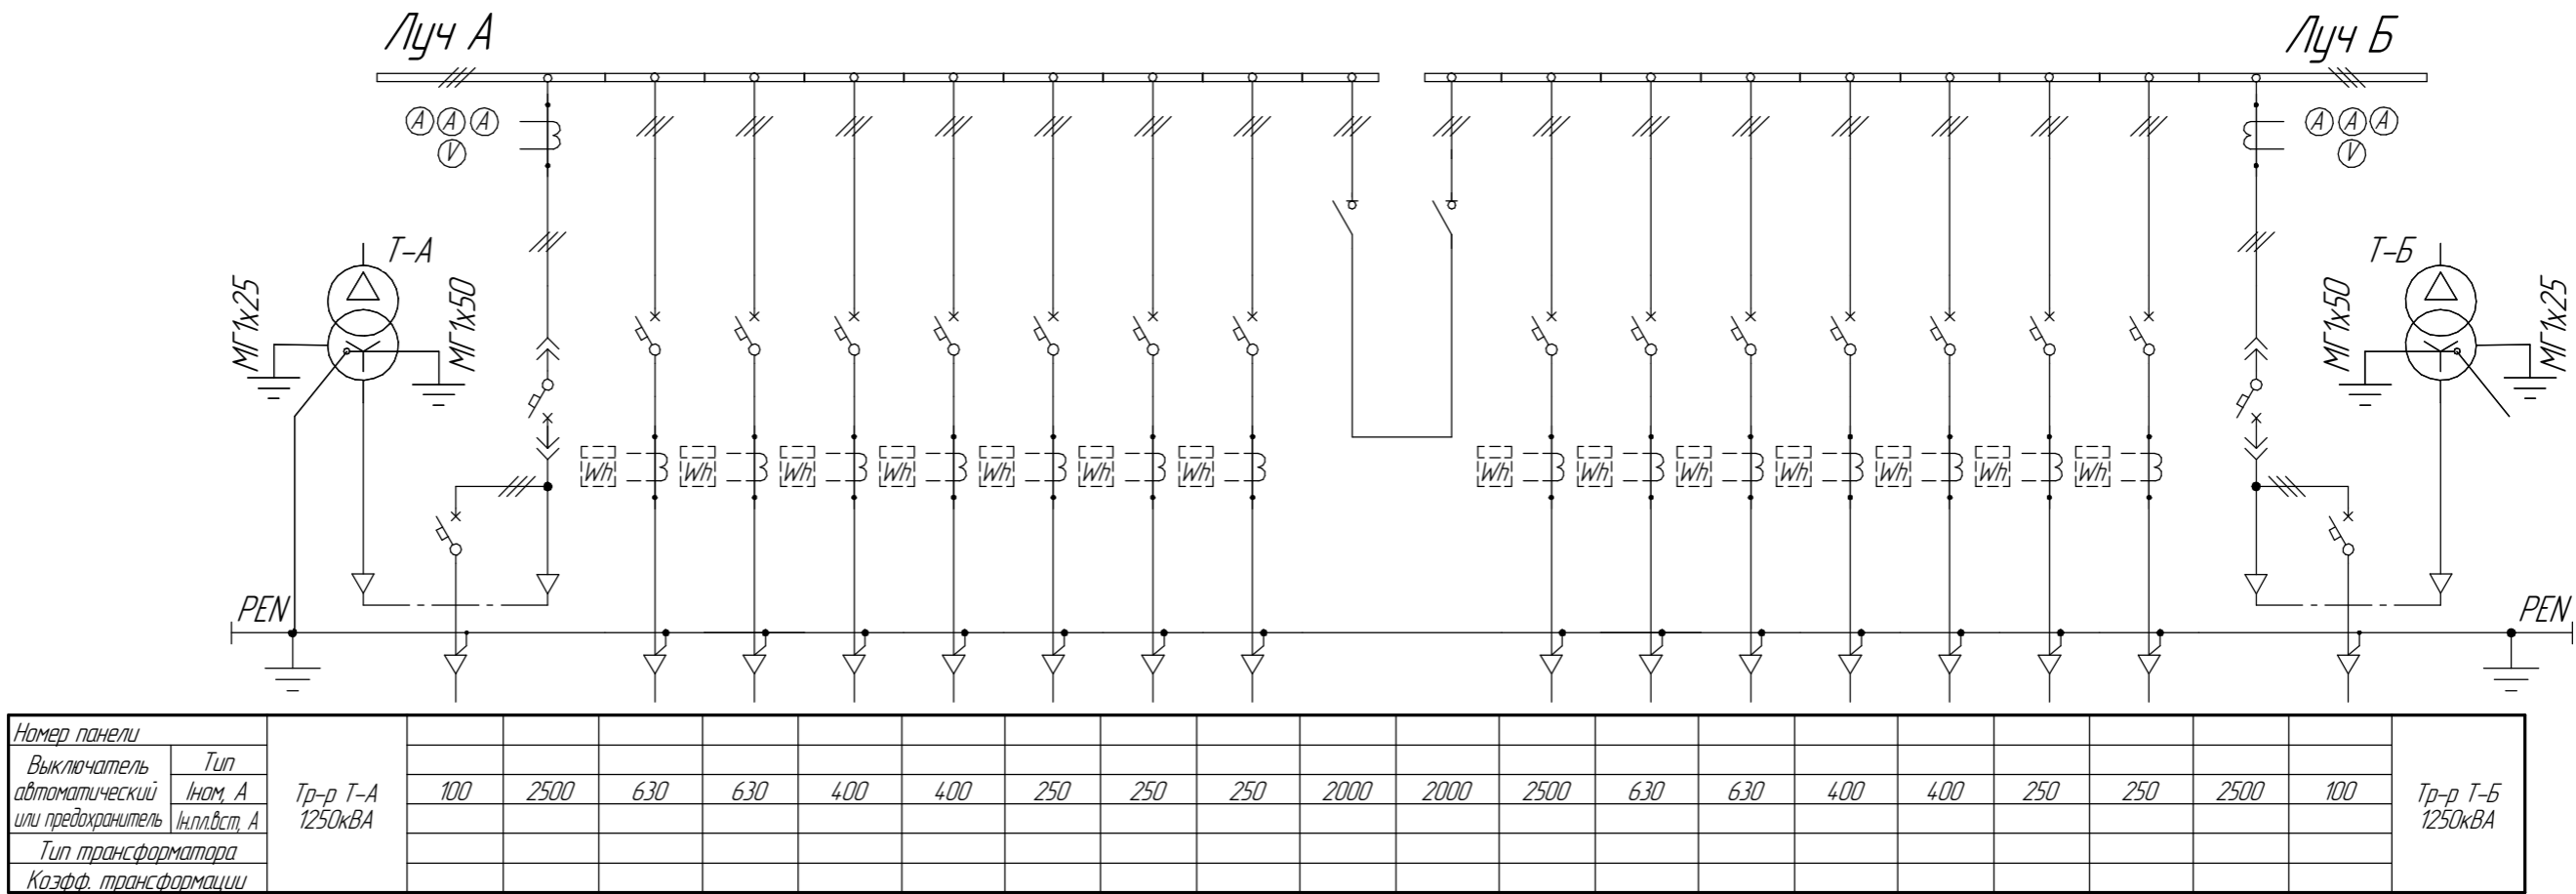 Луч А
Луч Б
А А А
V
А А А
V
Т-А
Т-Б
МГ1х25
МГ1х50
МГ1х50
МГ1х25
Wh Wh Wh Wh Wh Wh Wh Wh Wh Wh Wh Wh Wh Wh
PEN
PEN
Номер панели
Выключатель автоматический или предохранитель
Тип
Iном, А
Iн.пл.вст, А
Тр-р Т-А
1250кВА
100 2500 630 630 400 400 250 250 250 2000 2000 2500 630 630 400 400 250 250 2500 100
Тр-р Т-Б
1250кВА
Тип трансформатора
Коэфф. трансформации